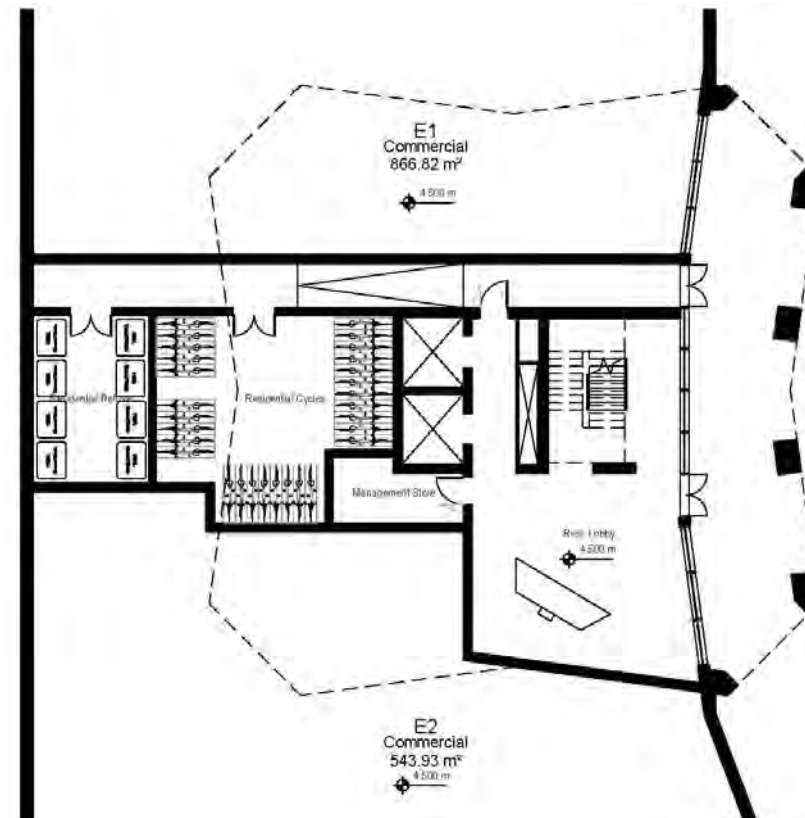 E1
Commercial
866.82 m²
4.500 m
Residential Refuse
Residential Cycles
Management Store
Resi Lobby
4.500 m
E2
Commercial
543.93 m²
4.500 m